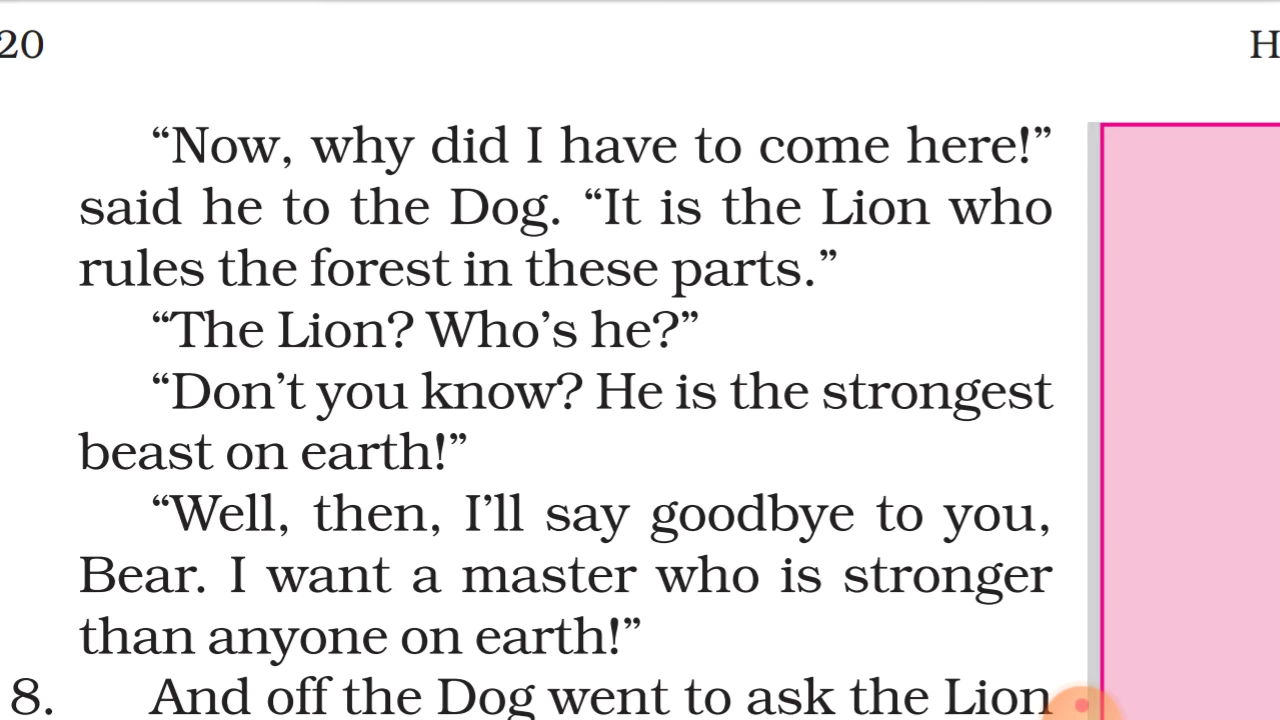 20
H
“Now, why did I have to come here!”
said he to the Dog. “It is the Lion who
rules the forest in these parts.”
“The Lion? Who’s he?”
“Don’t you know? He is the strongest
beast on earth!”
“Well, then, I’ll say goodbye to you,
Bear. I want a master who is stronger
than anyone on earth!”
8. And off the Dog went to ask the Lion